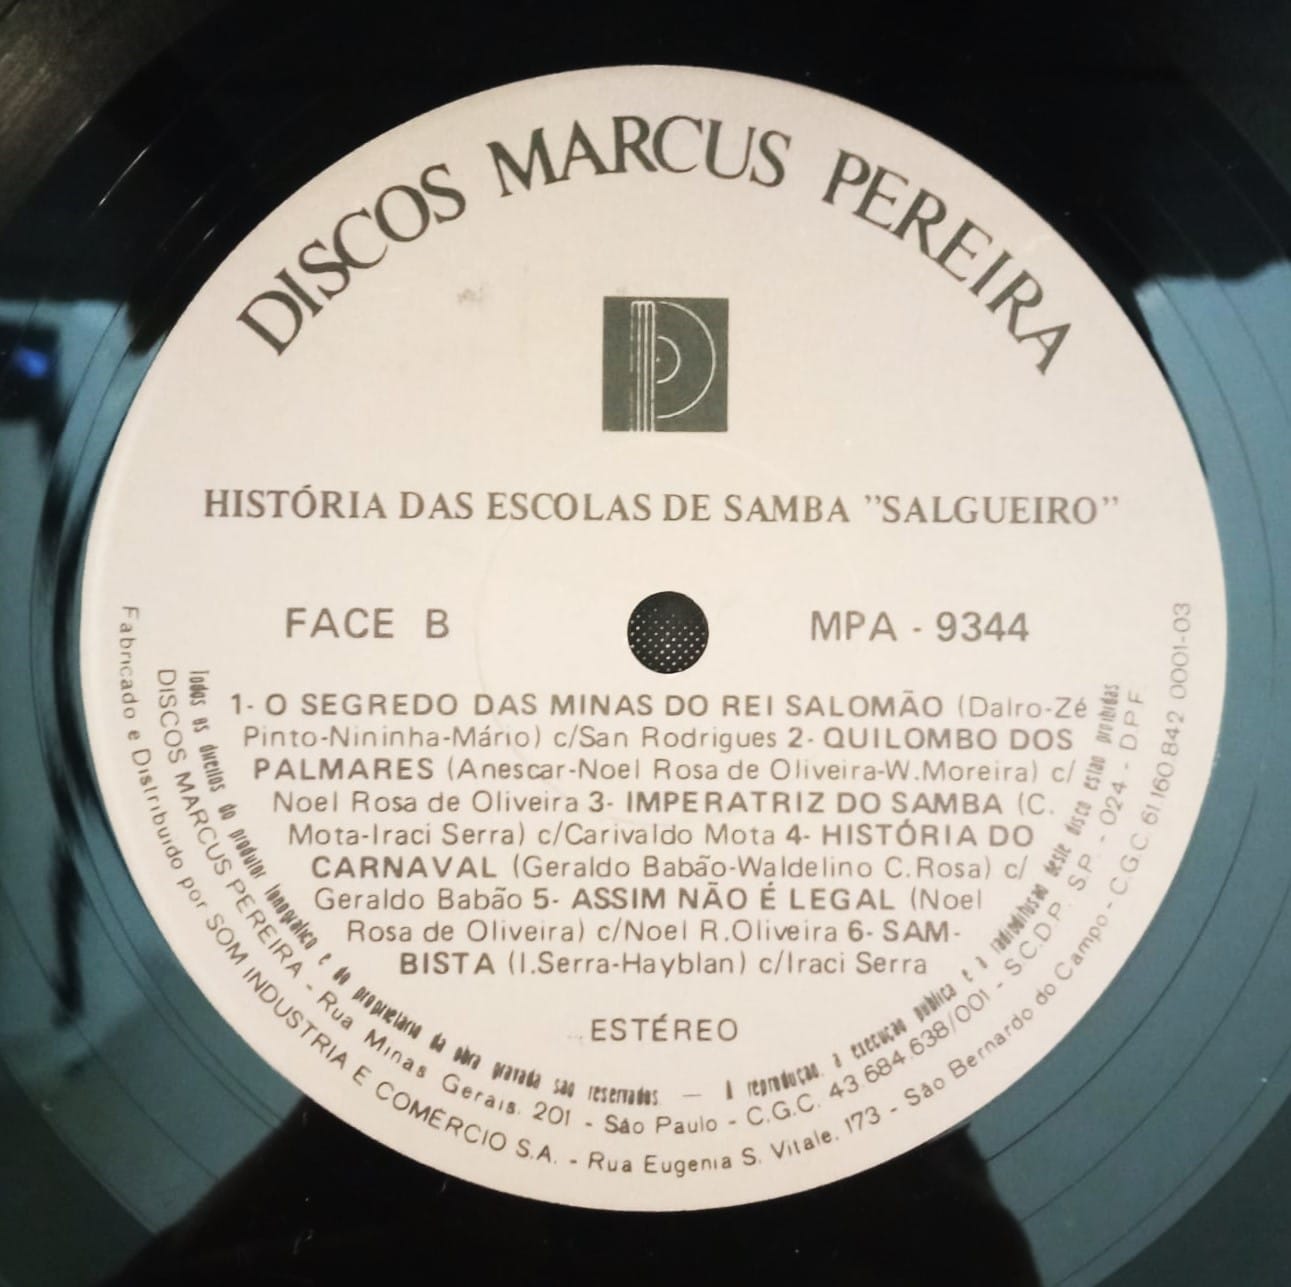 DISCOS MARCUS PEREIRA
HISTÓRIA DAS ESCOLAS DE SAMBA "SALGUEIRO"
FACE B
MPA - 9344
1- O SEGREDO DAS MINAS DO REI SALOMÃO (Dalro-Zé
Pinto-Nininha-Mário) c/San Rodrigues 2- QUILOMBO DOS
PALMARES (Anescar-Noel Rosa de Oliveira-W.Moreira) c/
Noel Rosa de Oliveira 3- IMPERATRIZ DO SAMBA (C.
Mota-Iraci Serra) c/Carivaldo Mota 4- HISTÓRIA DO
CARNAVAL (Geraldo Babão-Waldelino C.Rosa) c/
Geraldo Babão 5- ASSIM NÃO É LEGAL (Noel
Rosa de Oliveira) c/Noel R.Oliveira 6- SAM-
BISTA (I.Serra-Hayblan) c/Iraci Serra
ESTÉREO
Todos os direitos do produtor fonográfico e do proprietário da obra gravada são reservados. — A reprodução, a execução pública e a radiodifusão deste disco estão proibidas
DISCOS MARCUS PEREIRA - Rua Minas Gerais, 201 - São Paulo - C.G.C. 43.684.638/001 - S.C.D.P. S.P. - 024 - D.P.F.
Fabricado e Distribuído por SOM INDUSTRIA E COMÉRCIO S.A. - Rua Eugenia S. Vitale, 173 - São Bernardo do Campo - C.G.C. 61.160.842 0001-03